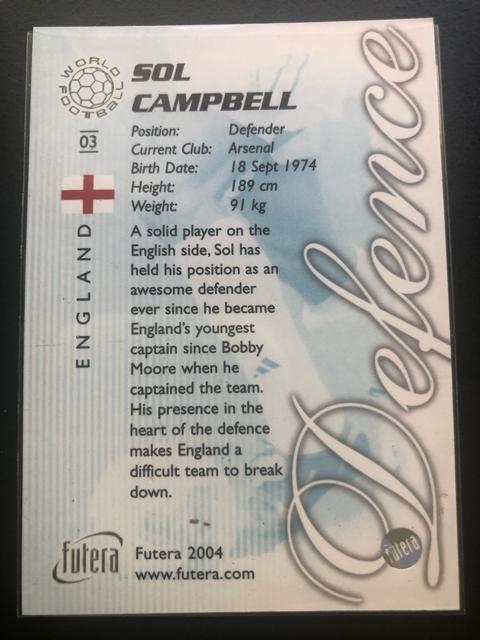 WORLD FOOTBALL
SOL
CAMPBELL
03
ENGLAND
Position: Defender
Current Club: Arsenal
Birth Date: 18 Sept 1974
Height: 189 cm
Weight: 91 kg
A solid player on the
English side, Sol has
held his position as an
awesome defender
ever since he became
England's youngest
captain since Bobby
Moore when he
captained the team.
His presence in the
heart of the defence
makes England a
difficult team to break
down.
Defence
futera
futera
Futera 2004
www.futera.com